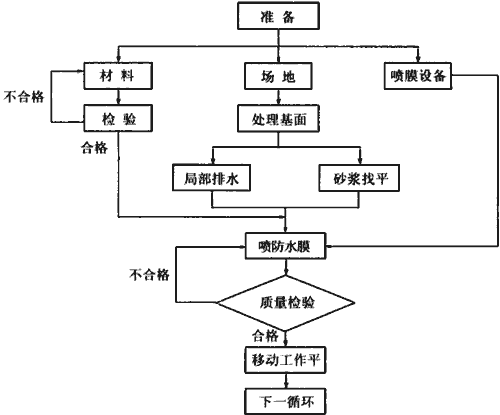 准 备
材 料
场 地
喷膜设备
不合格
检 验
处理基面
合格
局部排水
砂浆找平
喷防水膜
不合格
质量检验
合格
移动工作平
下一循环